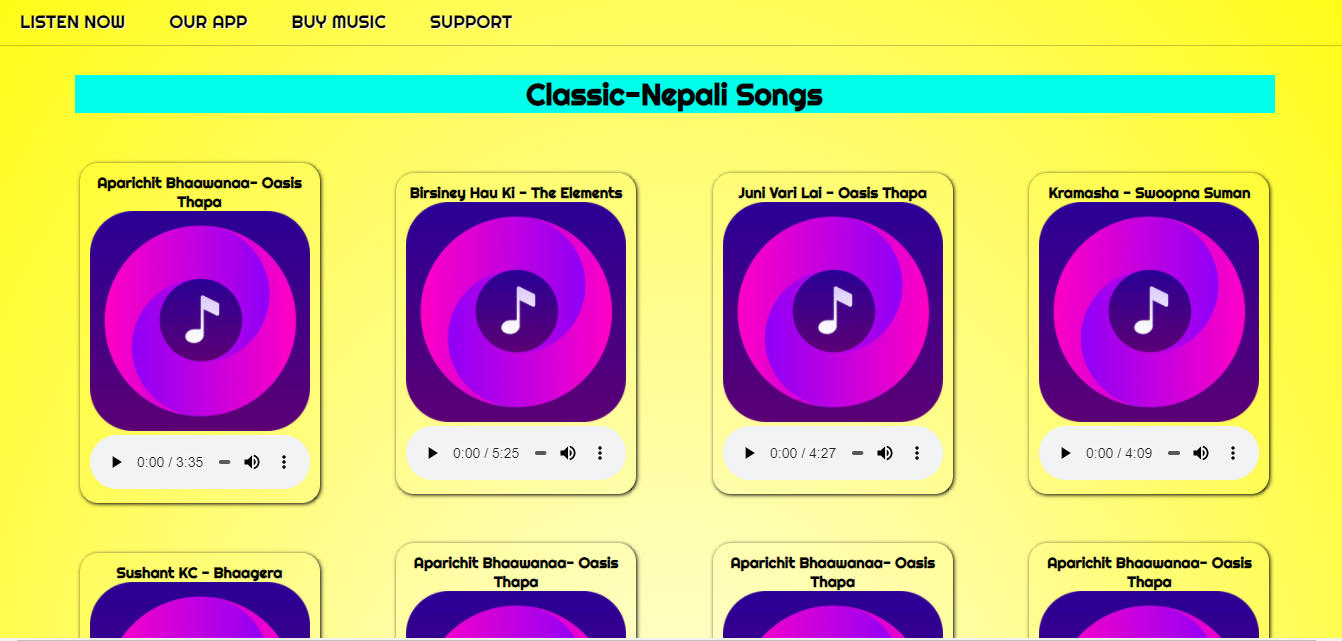 LISTEN NOW OUR APP BUY MUSIC SUPPORT
Classic-Nepali Songs
Aparichit Bhaawanaa- Oasis
Thapa
0:00 / 3:35
Birsiney Hau Ki - The Elements
0:00 / 5:25
Juni Vari Lai - Oasis Thapa
0:00 / 4:27
Kramasha - Swoopna Suman
0:00 / 4:09
Sushant KC - Bhaagera
Aparichit Bhaawanaa- Oasis
Thapa
Aparichit Bhaawanaa- Oasis
Thapa
Aparichit Bhaawanaa- Oasis
Thapa